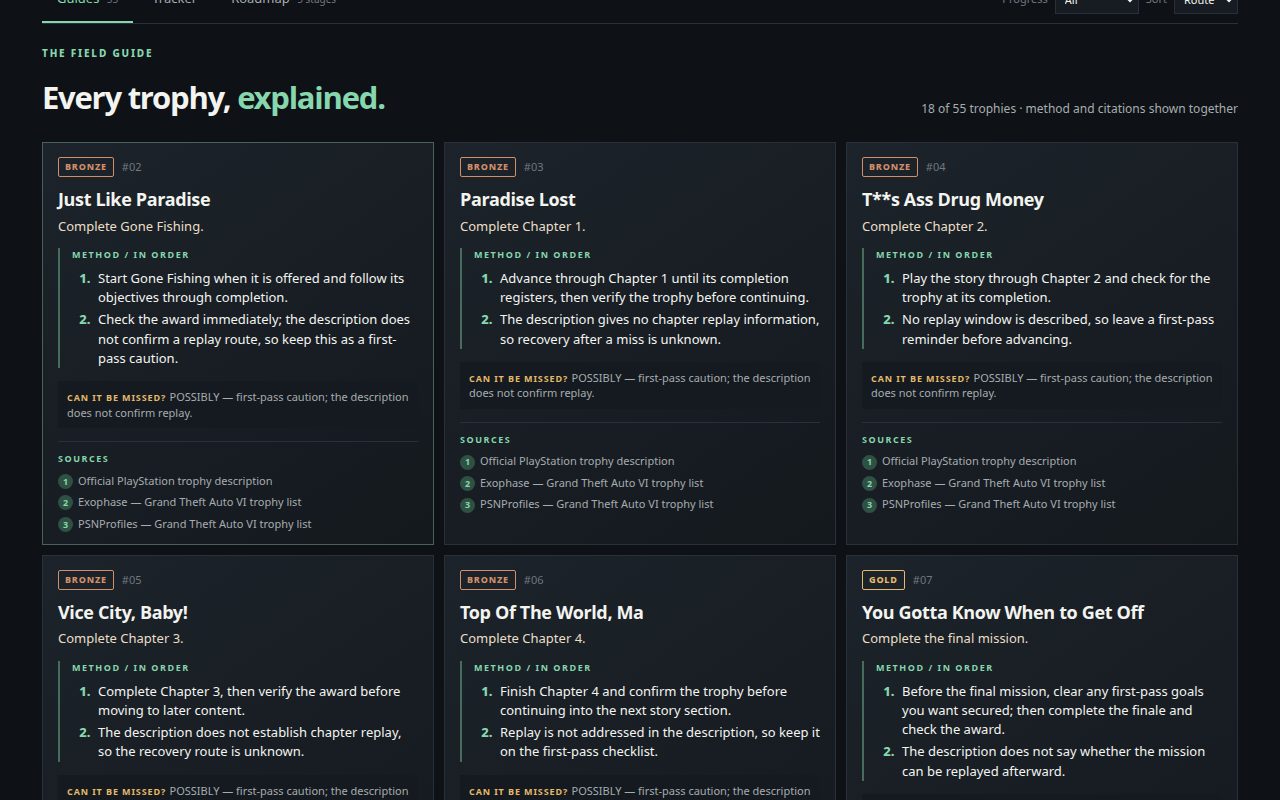 Guides 55 Tracker Roadmap 5 stages Progress All Sort Route
THE FIELD GUIDE
Every trophy, explained.
18 of 55 trophies · method and citations shown together
BRONZE #02
Just Like Paradise
Complete Gone Fishing.
METHOD / IN ORDER
1. Start Gone Fishing when it is offered and follow its
objectives through completion.
2. Check the award immediately; the description does
not confirm a replay route, so keep this as a first-
pass caution.
CAN IT BE MISSED? POSSIBLY — first-pass caution; the description
does not confirm replay.
SOURCES
1 Official PlayStation trophy description
2 Exophase — Grand Theft Auto VI trophy list
3 PSNProfiles — Grand Theft Auto VI trophy list
BRONZE #03
Paradise Lost
Complete Chapter 1.
METHOD / IN ORDER
1. Advance through Chapter 1 until its completion
registers, then verify the trophy before continuing.
2. The description gives no chapter replay information,
so recovery after a miss is unknown.
CAN IT BE MISSED? POSSIBLY — first-pass caution; the description
does not confirm replay.
SOURCES
1 Official PlayStation trophy description
2 Exophase — Grand Theft Auto VI trophy list
3 PSNProfiles — Grand Theft Auto VI trophy list
BRONZE #04
T**s Ass Drug Money
Complete Chapter 2.
METHOD / IN ORDER
1. Play the story through Chapter 2 and check for the
trophy at its completion.
2. No replay window is described, so leave a first-pass
reminder before advancing.
CAN IT BE MISSED? POSSIBLY — first-pass caution; the description
does not confirm replay.
SOURCES
1 Official PlayStation trophy description
2 Exophase — Grand Theft Auto VI trophy list
3 PSNProfiles — Grand Theft Auto VI trophy list
BRONZE #05
Vice City, Baby!
Complete Chapter 3.
METHOD / IN ORDER
1. Complete Chapter 3, then verify the award before
moving to later content.
2. The description does not establish chapter replay,
so the recovery route is unknown.
CAN IT BE MISSED? POSSIBLY — first-pass caution; the description
BRONZE #06
Top Of The World, Ma
Complete Chapter 4.
METHOD / IN ORDER
1. Finish Chapter 4 and confirm the trophy before
continuing into the next story section.
2. Replay is not addressed in the description, so keep it
on the first-pass checklist.
CAN IT BE MISSED? POSSIBLY — first-pass caution; the description
GOLD #07
You Gotta Know When to Get Off
Complete the final mission.
METHOD / IN ORDER
1. Before the final mission, clear any first-pass goals
you want secured; then complete the finale and
check the award.
2. The description does not say whether the mission
can be replayed afterward.